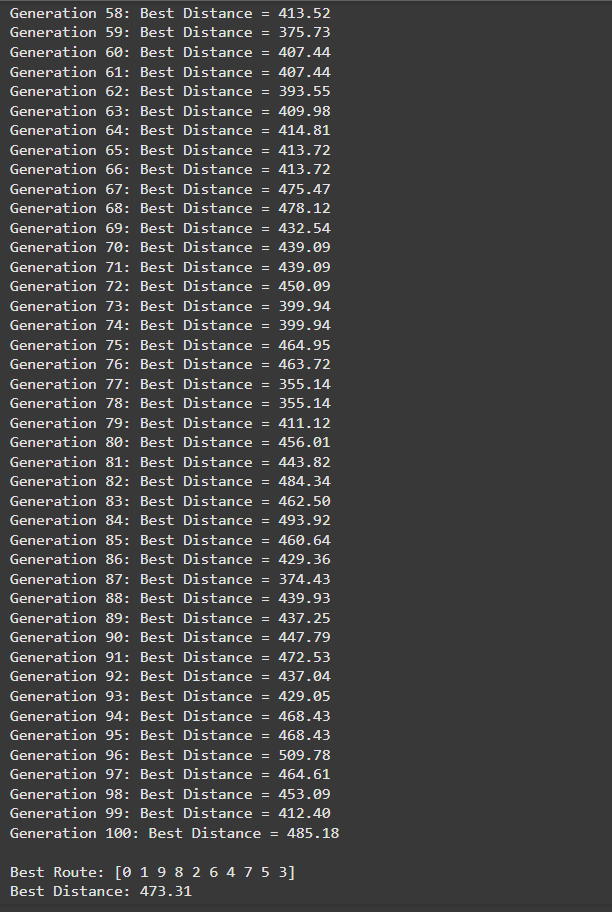 Generation 58: Best Distance = 413.52
Generation 59: Best Distance = 375.73
Generation 60: Best Distance = 407.44
Generation 61: Best Distance = 407.44
Generation 62: Best Distance = 393.55
Generation 63: Best Distance = 409.98
Generation 64: Best Distance = 414.81
Generation 65: Best Distance = 413.72
Generation 66: Best Distance = 413.72
Generation 67: Best Distance = 475.47
Generation 68: Best Distance = 478.12
Generation 69: Best Distance = 432.54
Generation 70: Best Distance = 439.09
Generation 71: Best Distance = 439.09
Generation 72: Best Distance = 450.09
Generation 73: Best Distance = 399.94
Generation 74: Best Distance = 399.94
Generation 75: Best Distance = 464.95
Generation 76: Best Distance = 463.72
Generation 77: Best Distance = 355.14
Generation 78: Best Distance = 355.14
Generation 79: Best Distance = 411.12
Generation 80: Best Distance = 456.01
Generation 81: Best Distance = 443.82
Generation 82: Best Distance = 484.34
Generation 83: Best Distance = 462.50
Generation 84: Best Distance = 493.92
Generation 85: Best Distance = 460.64
Generation 86: Best Distance = 429.36
Generation 87: Best Distance = 374.43
Generation 88: Best Distance = 439.93
Generation 89: Best Distance = 437.25
Generation 90: Best Distance = 447.79
Generation 91: Best Distance = 472.53
Generation 92: Best Distance = 437.04
Generation 93: Best Distance = 429.05
Generation 94: Best Distance = 468.43
Generation 95: Best Distance = 468.43
Generation 96: Best Distance = 509.78
Generation 97: Best Distance = 464.61
Generation 98: Best Distance = 453.09
Generation 99: Best Distance = 412.40
Generation 100: Best Distance = 485.18
Best Route: [0 1 9 8 2 6 4 7 5 3]
Best Distance: 473.31